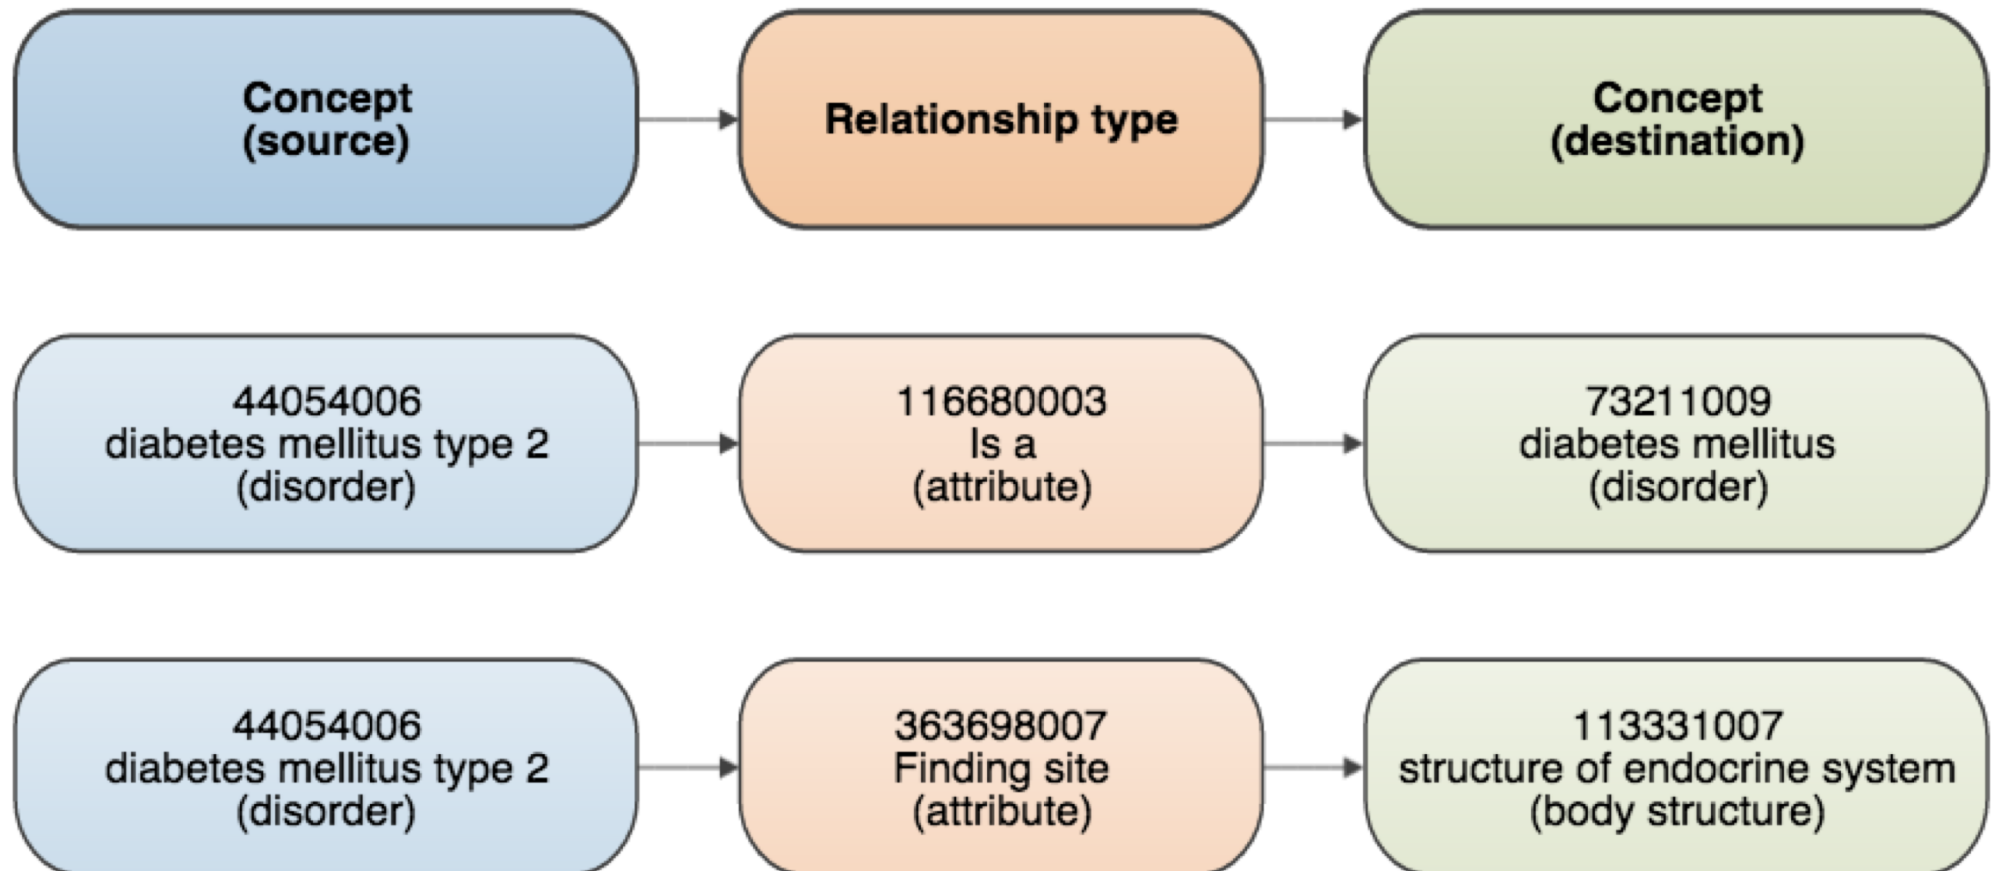 Concept
(source)
Relationship type
Concept
(destination)
44054006
diabetes mellitus type 2
(disorder)
116680003
Is a
(attribute)
73211009
diabetes mellitus
(disorder)
44054006
diabetes mellitus type 2
(disorder)
363698007
Finding site
(attribute)
113331007
structure of endocrine system
(body structure)